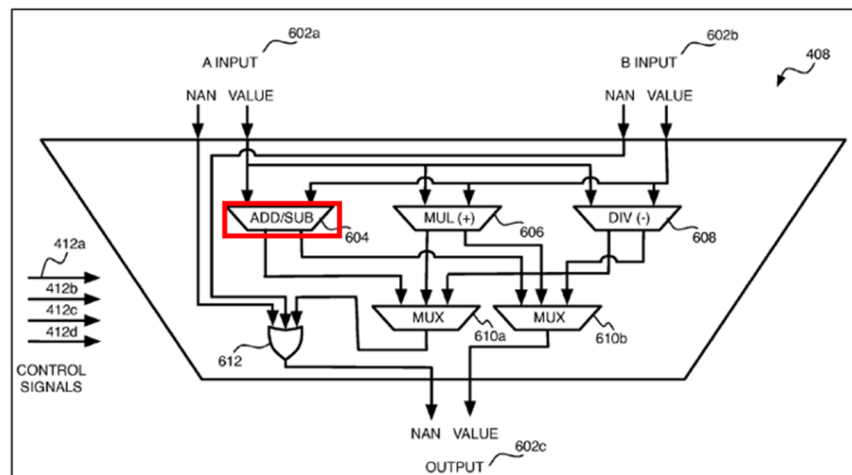 602a
602b
A INPUT
B INPUT
408
NAN VALUE
NAN VALUE
ADD/SUB
MUL (+)
DIV (-)
604
606
608
412a
412b
412c
412d
MUX
MUX
610a
610b
612
CONTROL
SIGNALS
NAN VALUE
602c
OUTPUT